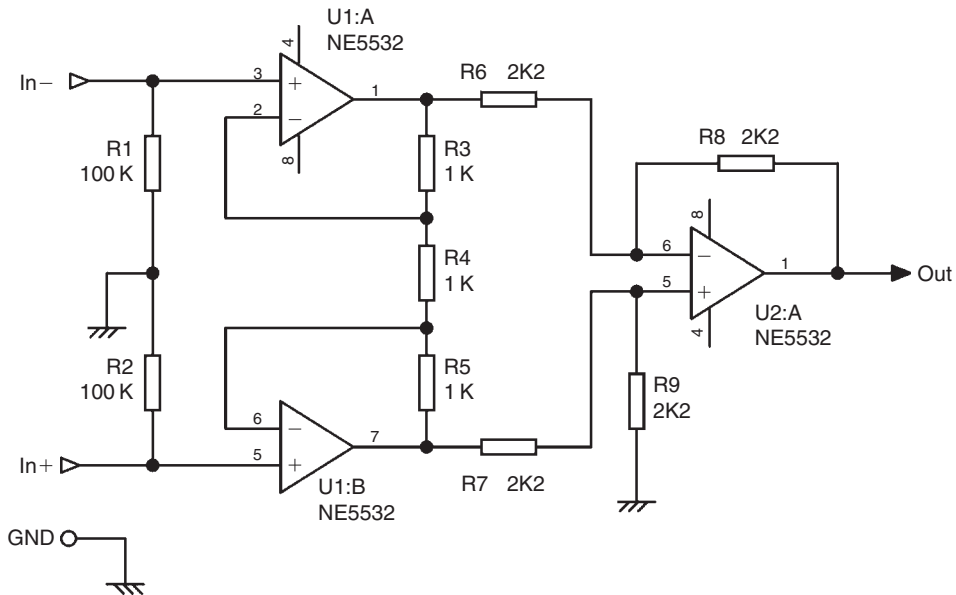 U1:A
NE5532
4
In−
3
+
2
−
1
8
R1
100 K
R3
1 K
R6 2K2
R8 2K2
R4
1 K
8
6
−
5
+
1
Out
4
U2:A
NE5532
R2
100 K
R5
1 K
R9
2K2
6
−
5
+
7
In+
U1:B
NE5532
R7 2K2
GND